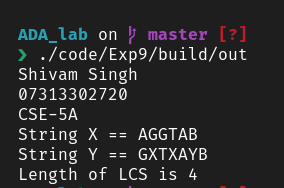 ADA_lab on master [?]
❯ ./code/Exp9/build/out
Shivam Singh
07313302720
CSE-5A
String X == AGGTAB
String Y == GXTXAYB
Length of LCS is 4